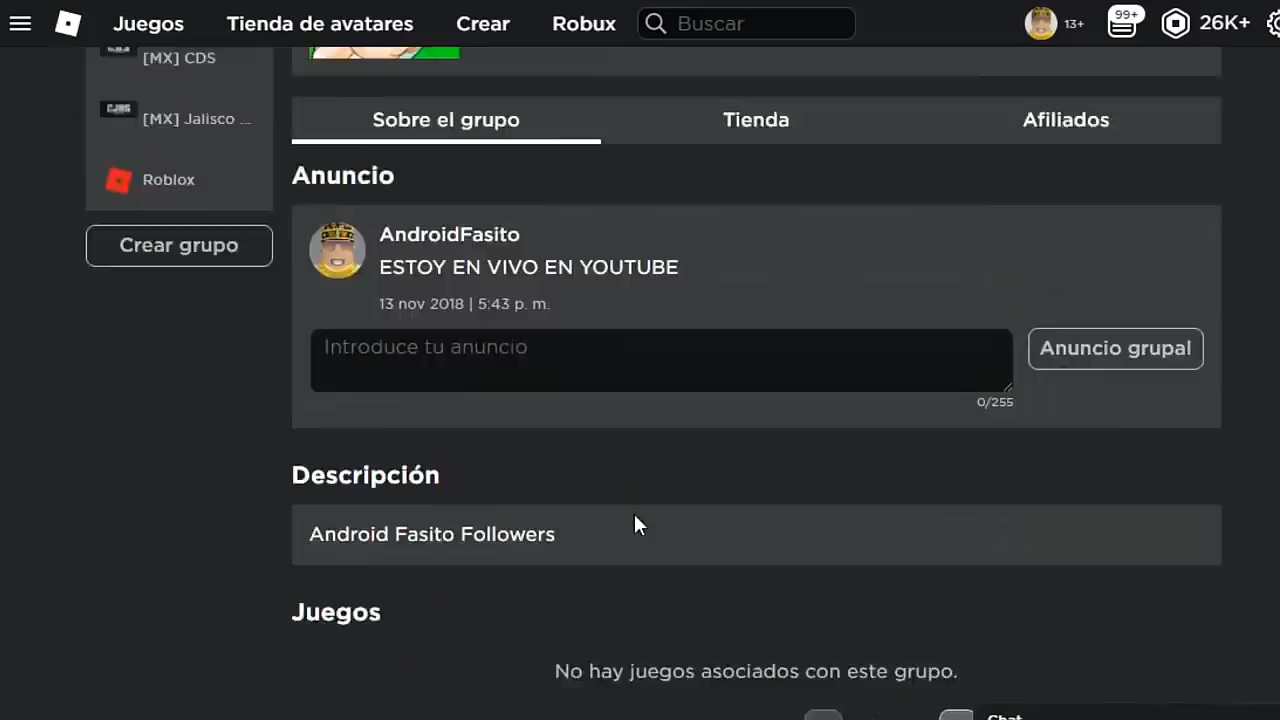 Juegos
Tienda de avatares
Crear
Robux
Buscar
13+
99+
26K+
[MX] CDS
[MX] Jalisco ...
Roblox
Crear grupo
Sobre el grupo
Tienda
Afiliados
Anuncio
AndroidFasito
ESTOY EN VIVO EN YOUTUBE
13 nov 2018 | 5:43 p. m.
Introduce tu anuncio
Anuncio grupal
0/255
Descripción
Android Fasito Followers
Juegos
No hay juegos asociados con este grupo.
Chat